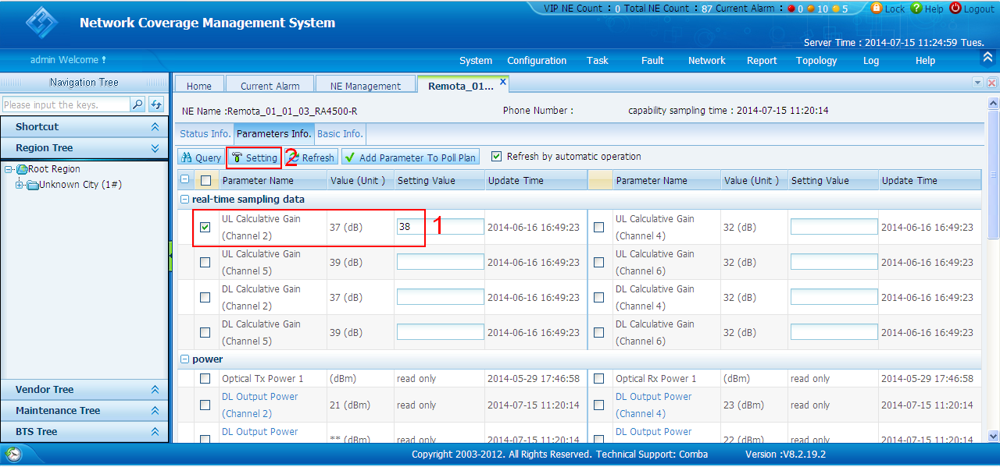 VIP NE Count : 0 Total NE Count : 87 Current Alarm : 0 10 5 Lock Help Logout
Network Coverage Management System
Server Time : 2014-07-15 11:24:59 Tues.
admin Welcome !
System Configuration Task Fault Network Report Topology Log Help
Navigation Tree
Home Current Alarm NE Management Remota_01... X
Please input the keys.
NE Name :Remota_01_01_03_RA4500-R Phone Number : capability sampling time : 2014-07-15 11:20:14
Shortcut
Region Tree
Root Region
Unknown City (1#)
Vendor Tree
Maintenance Tree
BTS Tree
Status Info. Parameters Info. Basic Info.
Query Setting 2 Refresh Add Parameter To Poll Plan Refresh by automatic operation
Parameter Name Value (Unit ) Setting Value Update Time Parameter Name Value (Unit ) Setting Value Update Time
real-time sampling data
UL Calculative Gain (Channel 2) 37 (dB) 38 1 2014-06-16 16:49:23 UL Calculative Gain (Channel 4) 32 (dB) 2014-06-16 16:49:23
UL Calculative Gain (Channel 5) 39 (dB) 2014-06-16 16:49:23 UL Calculative Gain (Channel 6) 32 (dB) 2014-06-16 16:49:23
DL Calculative Gain (Channel 2) 37 (dB) 2014-06-16 16:49:23 DL Calculative Gain (Channel 4) 32 (dB) 2014-06-16 16:49:23
DL Calculative Gain (Channel 5) 39 (dB) 2014-06-16 16:49:23 DL Calculative Gain (Channel 6) 32 (dB) 2014-06-16 16:49:23
power
Optical Tx Power 1 (dBm) read only 2014-05-29 17:46:58 Optical Rx Power 1 (dBm) read only 2014-05-29 17:46:58
DL Output Power (Channel 2) 21 (dBm) read only 2014-07-15 11:20:14 DL Output Power (Channel 4) 23 (dBm) read only 2014-07-15 11:20:14
DL Output Power ** (dBm) read only 2014-07-15 11:20:14 DL Output Power 22 (dBm) read only 2014-07-15 11:20:14
Copyright 2003-2012. All Rights Reserved. Technical Support: Comba Version :V8.2.19.2